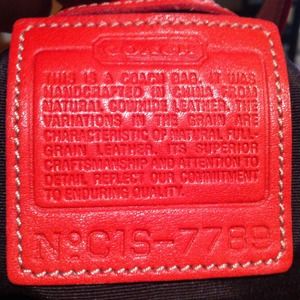 COACH
THIS IS A COACH BAG. IT WAS
HANDCRAFTED IN CHINA FROM
NATURAL COWHIDE LEATHER. THE
VARIATIONS IN THE GRAIN ARE
CHARACTERISTIC OF NATURAL FULL
GRAIN LEATHER. ITS SUPERIOR
CRAFTSMANSHIP AND ATTENTION TO
DETAIL REFLECT OUR COMMITMENT
TO ENDURING QUALITY.
NºC1S-7789